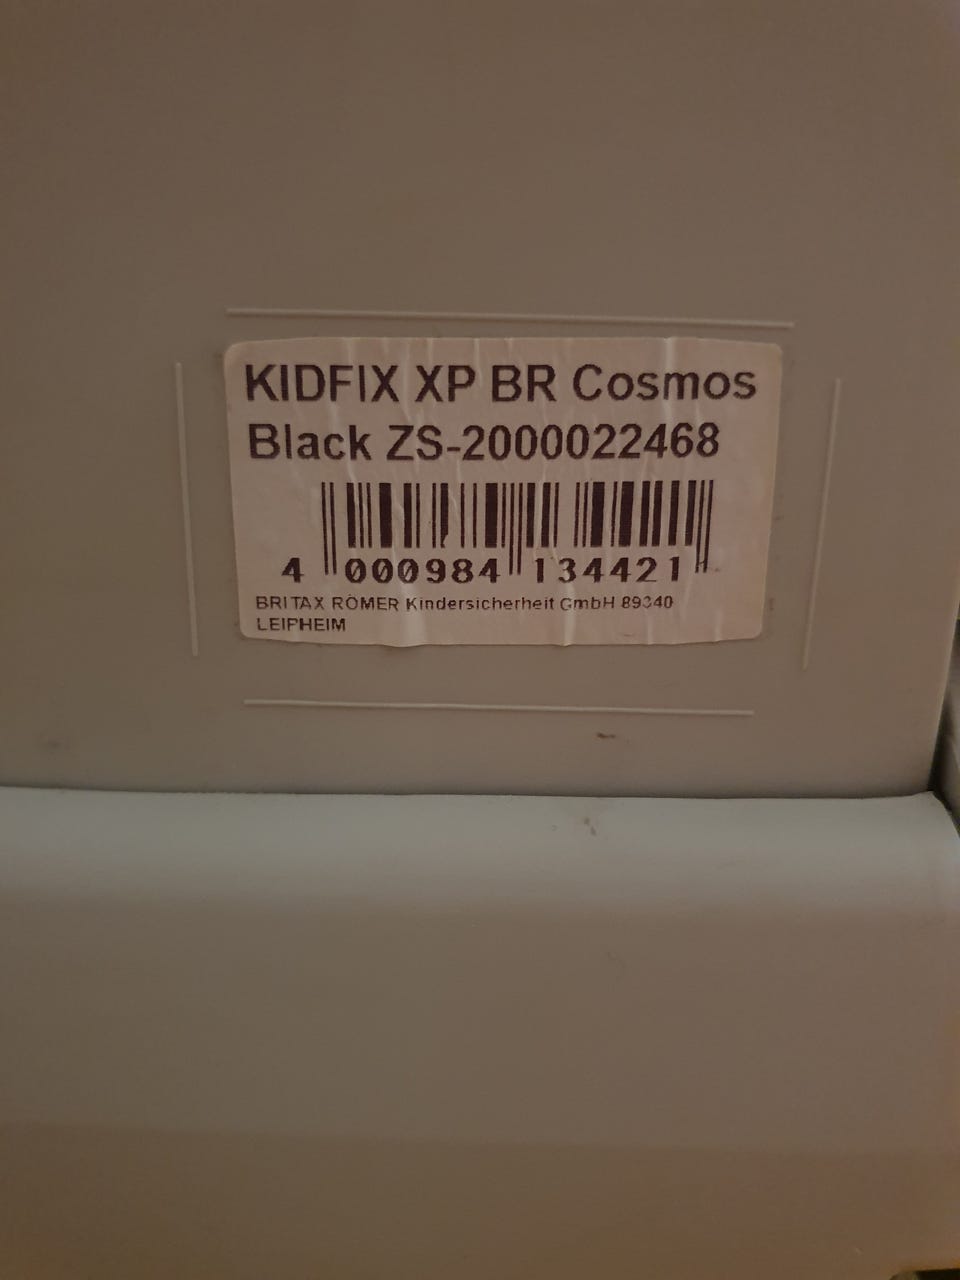 KIDFIX XP BR Cosmos
Black ZS-2000022468
4 000984 134421
BRITAX RÖMER Kindersicherheit GmbH 89340
LEIPHEIM